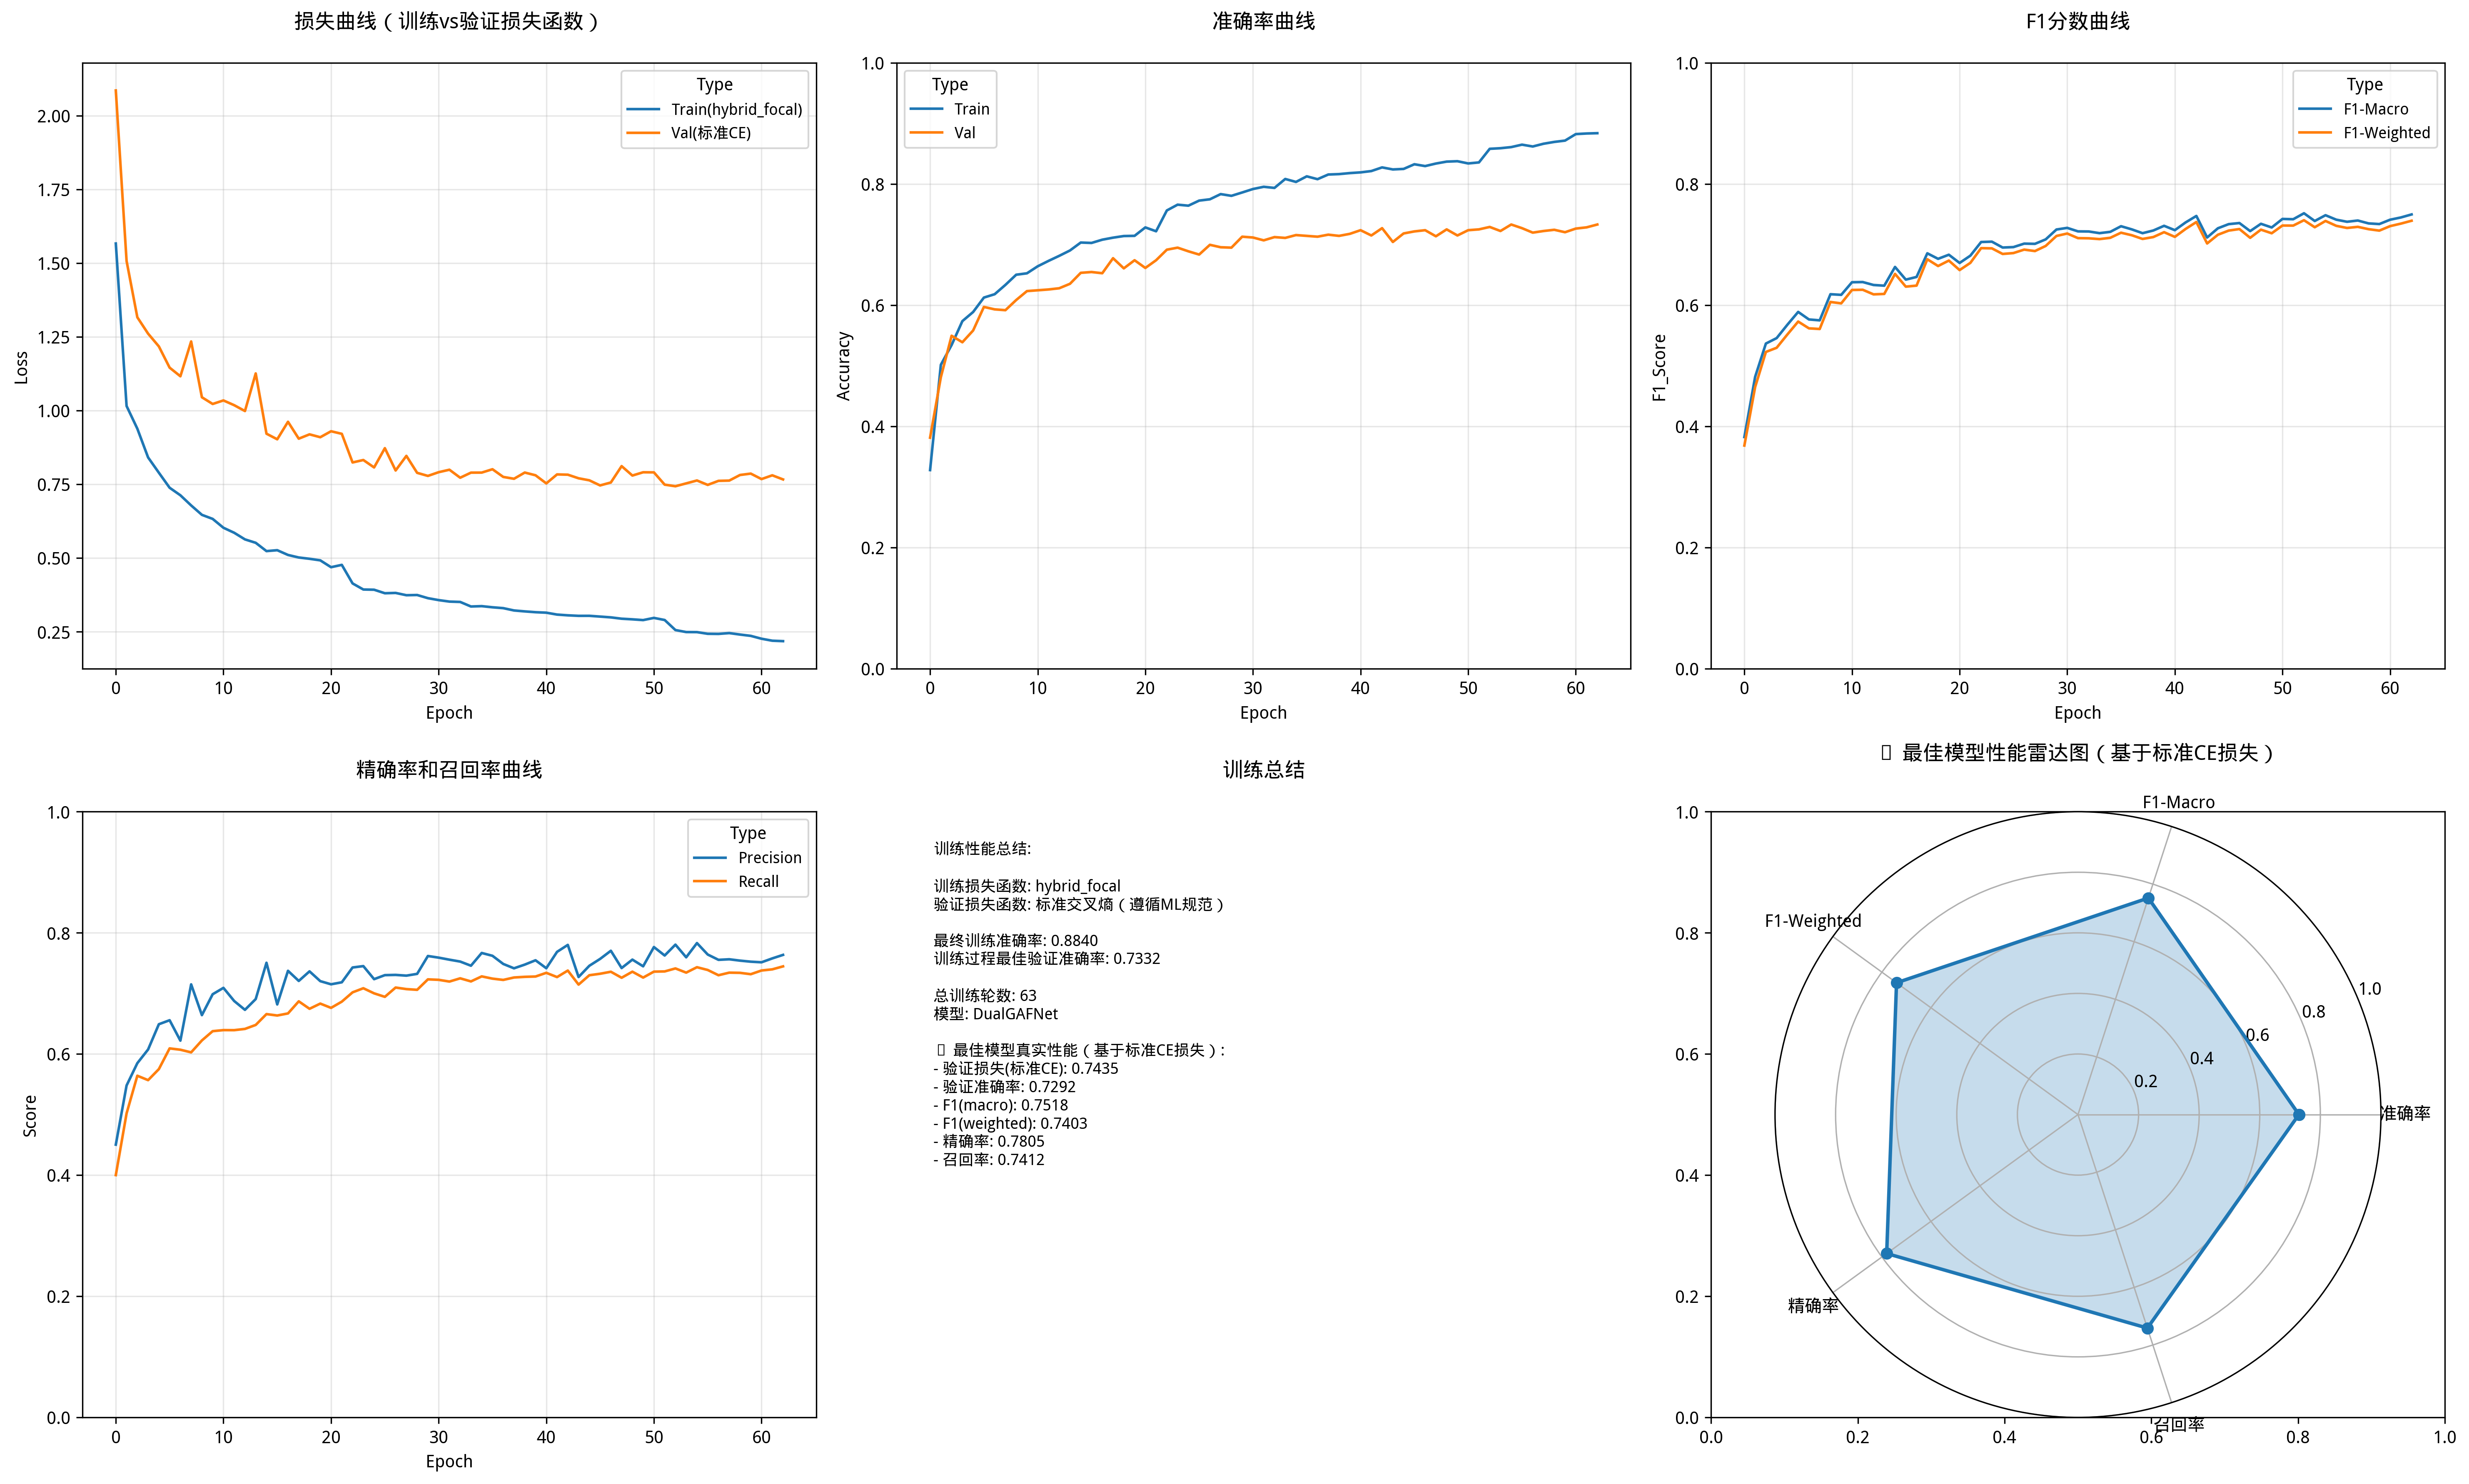 损失曲线（训练vs验证损失函数）
Loss
2.00
1.75
1.50
1.25
1.00
0.75
0.50
0.25
Type
Train(hybrid_focal)
Val(标准CE)
0 10 20 30 40 50 60
Epoch
准确率曲线
Accuracy
1.0
0.8
0.6
0.4
0.2
0.0
Type
Train
Val
0 10 20 30 40 50 60
Epoch
F1分数曲线
F1_Score
1.0
0.8
0.6
0.4
0.2
0.0
Type
F1-Macro
F1-Weighted
0 10 20 30 40 50 60
Epoch
精确率和召回率曲线
Score
1.0
0.8
0.6
0.4
0.2
0.0
Type
Precision
Recall
0 10 20 30 40 50 60
Epoch
训练总结
训练性能总结:
训练损失函数: hybrid_focal
验证损失函数: 标准交叉熵（遵循ML规范）
最终训练准确率: 0.8840
训练过程最佳验证准确率: 0.7332
总训练轮数: 63
模型: DualGAFNet
最佳模型真实性能（基于标准CE损失）:
- 验证损失(标准CE): 0.7435
- 验证准确率: 0.7292
- F1(macro): 0.7518
- F1(weighted): 0.7403
- 精确率: 0.7805
- 召回率: 0.7412
最佳模型性能雷达图（基于标准CE损失）
1.0
0.8
0.6
0.4
0.2
0.0
F1-Macro
F1-Weighted
1.0
0.8
0.6
0.4
0.2
准确率
精确率
召回率
0.0 0.2 0.4 0.6 0.8 1.0